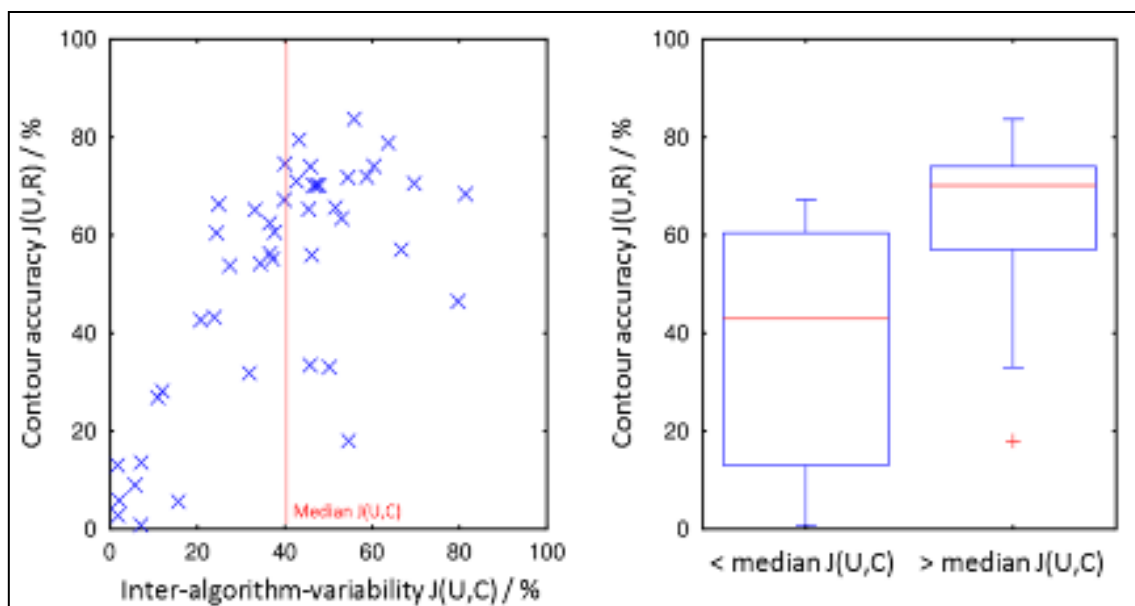 100
80
60
40
20
0
Contour accuracy J(U,R) / %
Median J(U,C)
0 20 40 60 80 100
Inter-algorithm-variability J(U,C) / %
100
80
60
40
20
0
Contour accuracy J(U,R) / %
< median J(U,C) > median J(U,C)